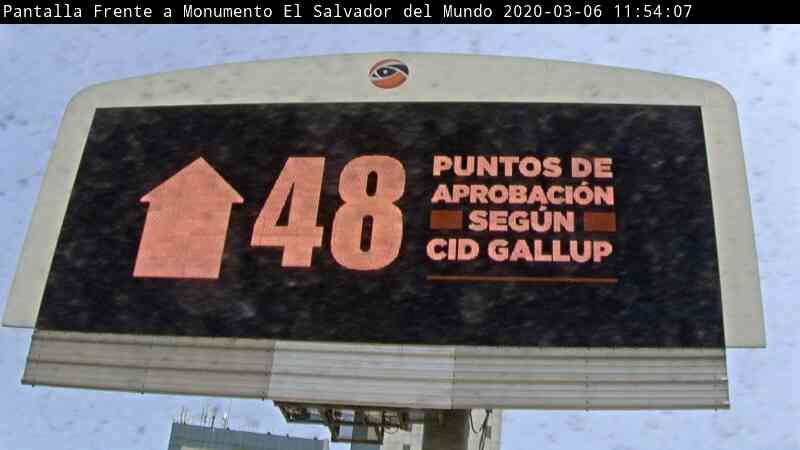 Pantalla Frente a Monumento El Salvador del Mundo 2020-03-06 11:54:07
48
PUNTOS DE
APROBACIÓN
SEGÚN
CID GALLUP